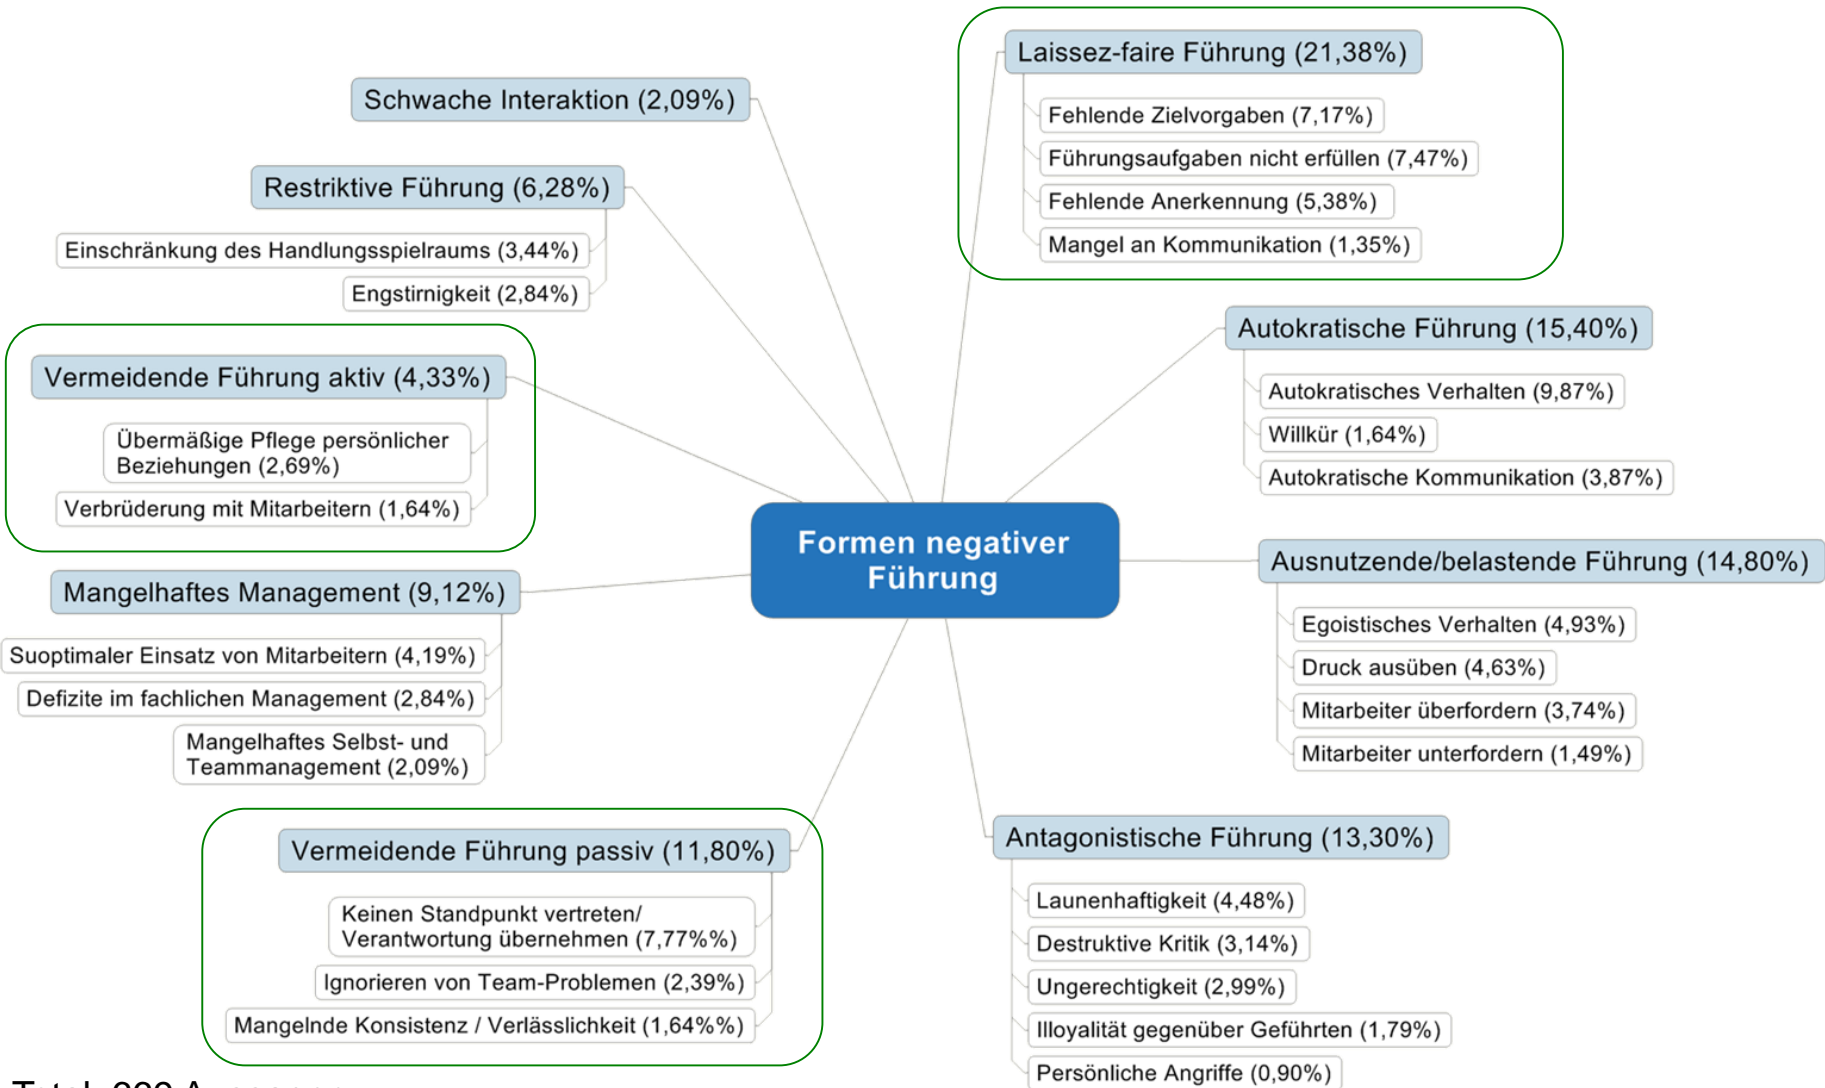 Formen negativer
Führung
Laissez-faire Führung (21,38%)
Fehlende Zielvorgaben (7,17%)
Führungsaufgaben nicht erfüllen (7,47%)
Fehlende Anerkennung (5,38%)
Mangel an Kommunikation (1,35%)
Autokratische Führung (15,40%)
Autokratisches Verhalten (9,87%)
Willkür (1,64%)
Autokratische Kommunikation (3,87%)
Ausnutzende/belastende Führung (14,80%)
Egoistisches Verhalten (4,93%)
Druck ausüben (4,63%)
Mitarbeiter überfordern (3,74%)
Mitarbeiter unterfordern (1,49%)
Antagonistische Führung (13,30%)
Launenhaftigkeit (4,48%)
Destruktive Kritik (3,14%)
Ungerechtigkeit (2,99%)
Illoyalität gegenüber Geführten (1,79%)
Persönliche Angriffe (0,90%)
Schwache Interaktion (2,09%)
Restriktive Führung (6,28%)
Einschränkung des Handlungsspielraums (3,44%)
Engstirnigkeit (2,84%)
Vermeidende Führung aktiv (4,33%)
Übermäßige Pflege persönlicher
Beziehungen (2,69%)
Verbrüderung mit Mitarbeitern (1,64%)
Mangelhaftes Management (9,12%)
Suoptimaler Einsatz von Mitarbeitern (4,19%)
Defizite im fachlichen Management (2,84%)
Mangelhaftes Selbst- und
Teammanagement (2,09%)
Vermeidende Führung passiv (11,80%)
Keinen Standpunkt vertreten/
Verantwortung übernehmen (7,77%%)
Ignorieren von Team-Problemen (2,39%)
Mangelnde Konsistenz / Verlässlichkeit (1,64%%)